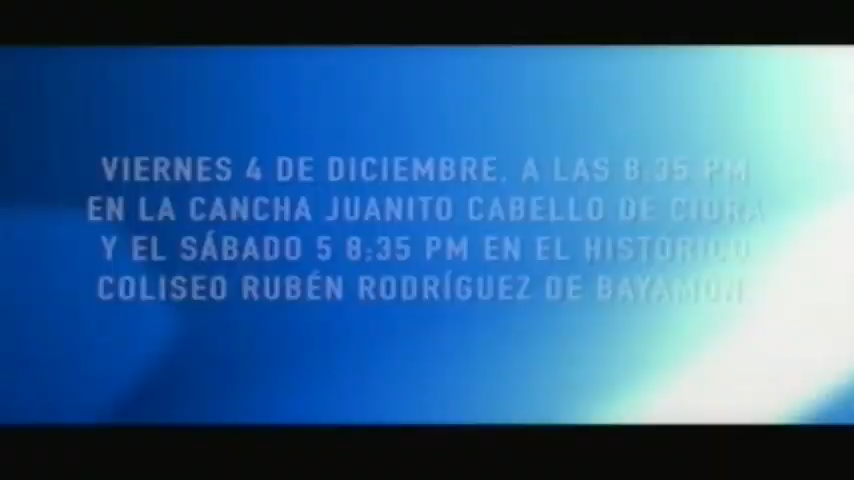 VIERNES 4 DE DICIEMBRE, A LAS 8:35 PM
EN LA CANCHA JUANITO CABELLO DE CIDRA
Y EL SÁBADO 5 8:35 PM EN EL HISTÓRICO
COLISEO RUBÉN RODRÍGUEZ DE BAYAMÓN